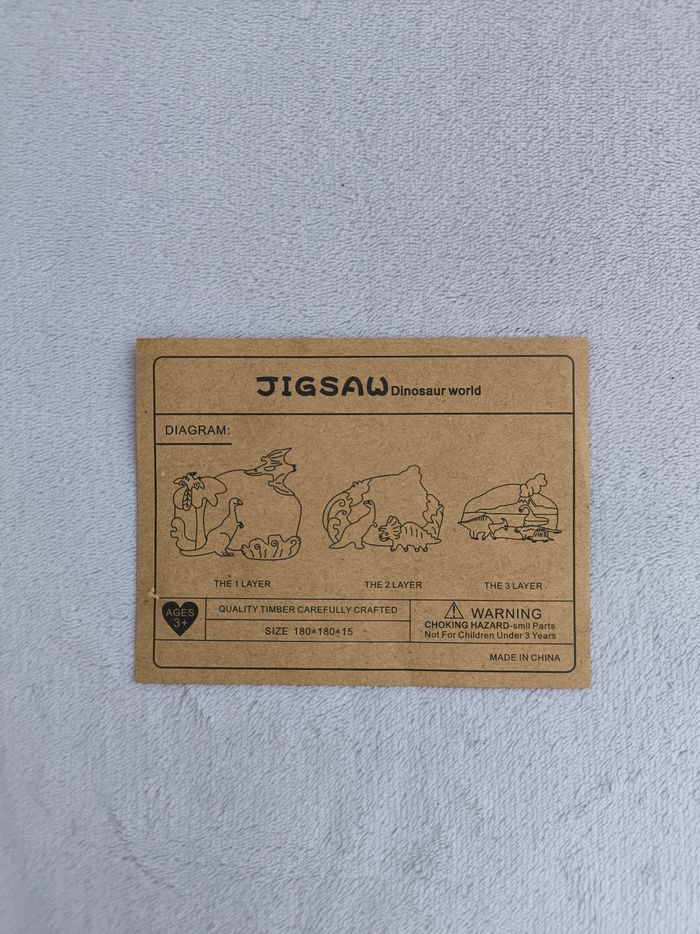 JIGSAW Dinosaur world
DIAGRAM:
THE 1 LAYER
THE 2 LAYER
THE 3 LAYER
AGES
3+
QUALITY TIMBER CAREFULLY CRAFTED
SIZE 180*180*15
WARNING
CHOKING HAZARD-smll Parts
Not For Children Under 3 Years
MADE IN CHINA